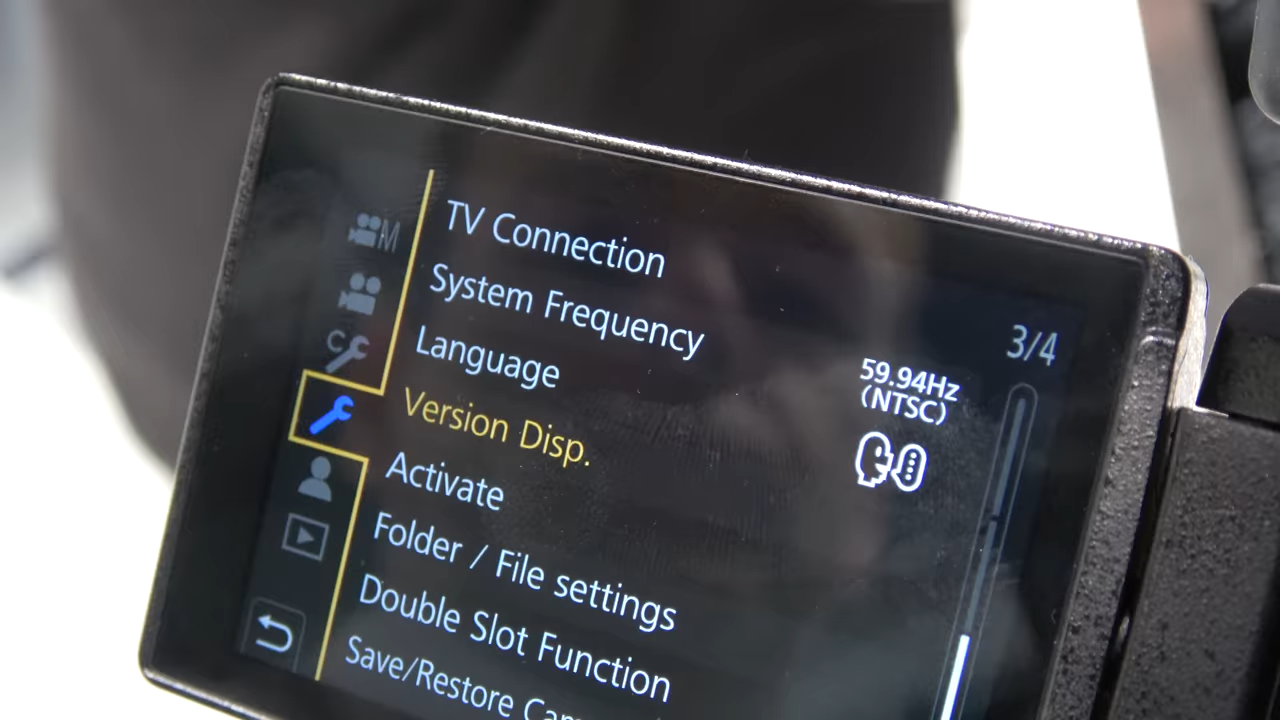 TV Connection
System Frequency
3/4
Language
59.94Hz
(NTSC)
Version Disp.
Activate
Folder / File settings
Double Slot Function
Save/Restore
M
C